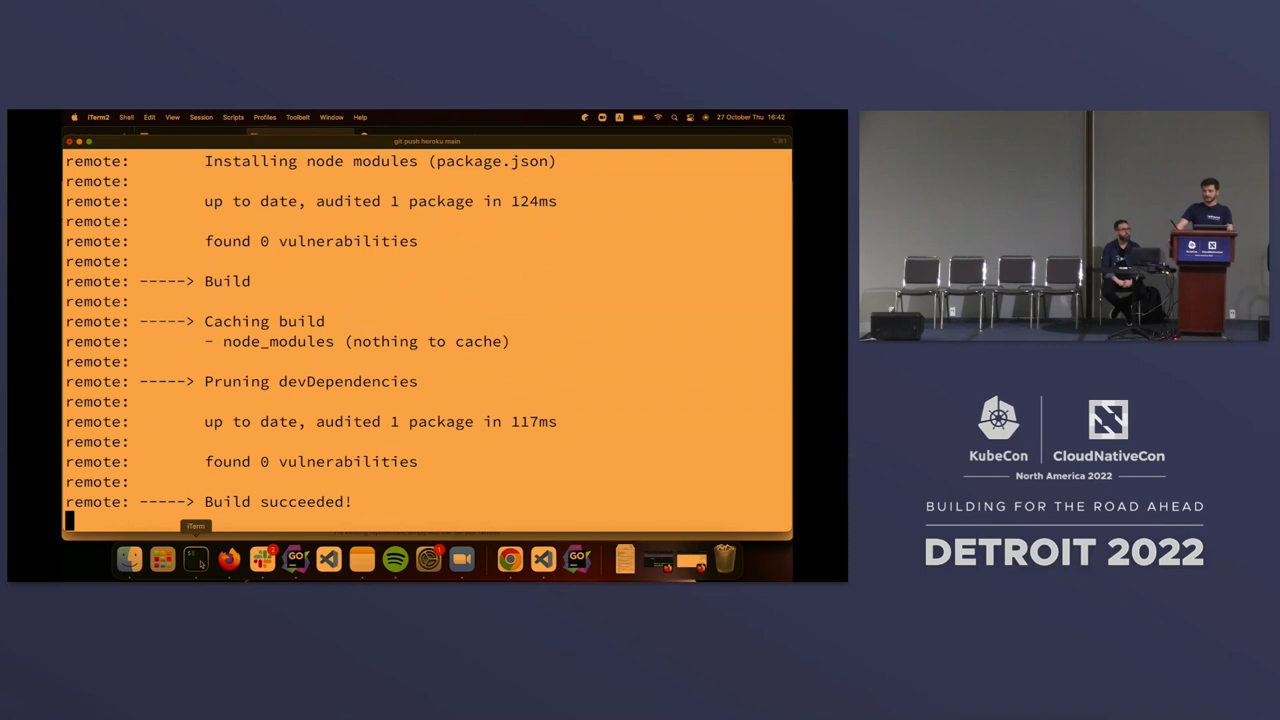 iTerm2 Shell Edit View Session Scripts Profiles Toolbelt Window Help
27 October Thu 16:42
git push heroku main
remote: Installing node modules (package.json)
remote:
remote: up to date, audited 1 package in 124ms
remote:
remote: found 0 vulnerabilities
remote:
remote: -----> Build
remote:
remote: -----> Caching build
remote: - node_modules (nothing to cache)
remote:
remote: -----> Pruning devDependencies
remote:
remote: up to date, audited 1 package in 117ms
remote:
remote: found 0 vulnerabilities
remote:
remote: -----> Build succeeded!
iTerm
GO
GO
KubeCon
CloudNativeCon
North America 2022
BUILDING FOR THE ROAD AHEAD
DETROIT 2022